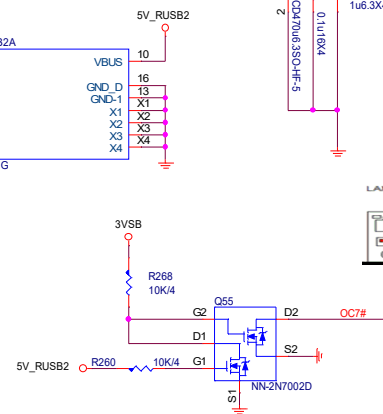 5V_RUSB2
1u6.3X4
2
CD470u6.3SO-HF-5
0.1u16X4
32A
10
VBUS
16
GND_D
13
GND-1
X1
X1
X2
X2
X3
X3
X4
X4
G
3VSB
R268
10K/4
Q55
G2
D2
OC7#
D1
S2
5V_RUSB2
R260
10K/4
G1
NN-2N7002D
S1